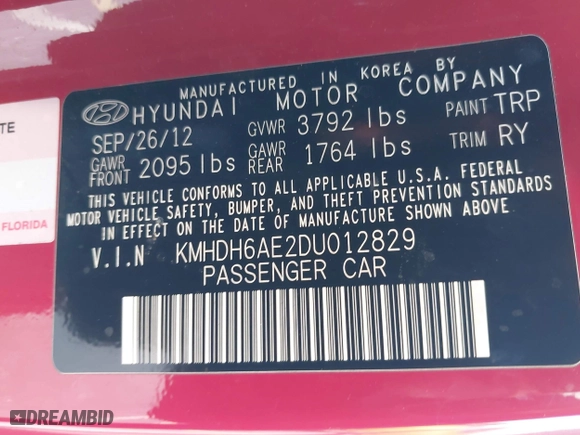 TE
FLORIDA
MANUFACTURED IN KOREA BY
HYUNDAI MOTOR COMPANY
SEP/26/12 GVWR 3792 lbs PAINT TRP
GAWR FRONT 2095 lbs GAWR REAR 1764 lbs TRIM RY
THIS VEHICLE CONFORMS TO ALL APPLICABLE U.S.A. FEDERAL
MOTOR VEHICLE SAFETY, BUMPER, AND THEFT PREVENTION STANDARDS
IN EFFECT ON THE DATE OF MANUFACTURE SHOWN ABOVE.
V.I.N KMHDH6AE2DU012829
PASSENGER CAR
DREAMBID